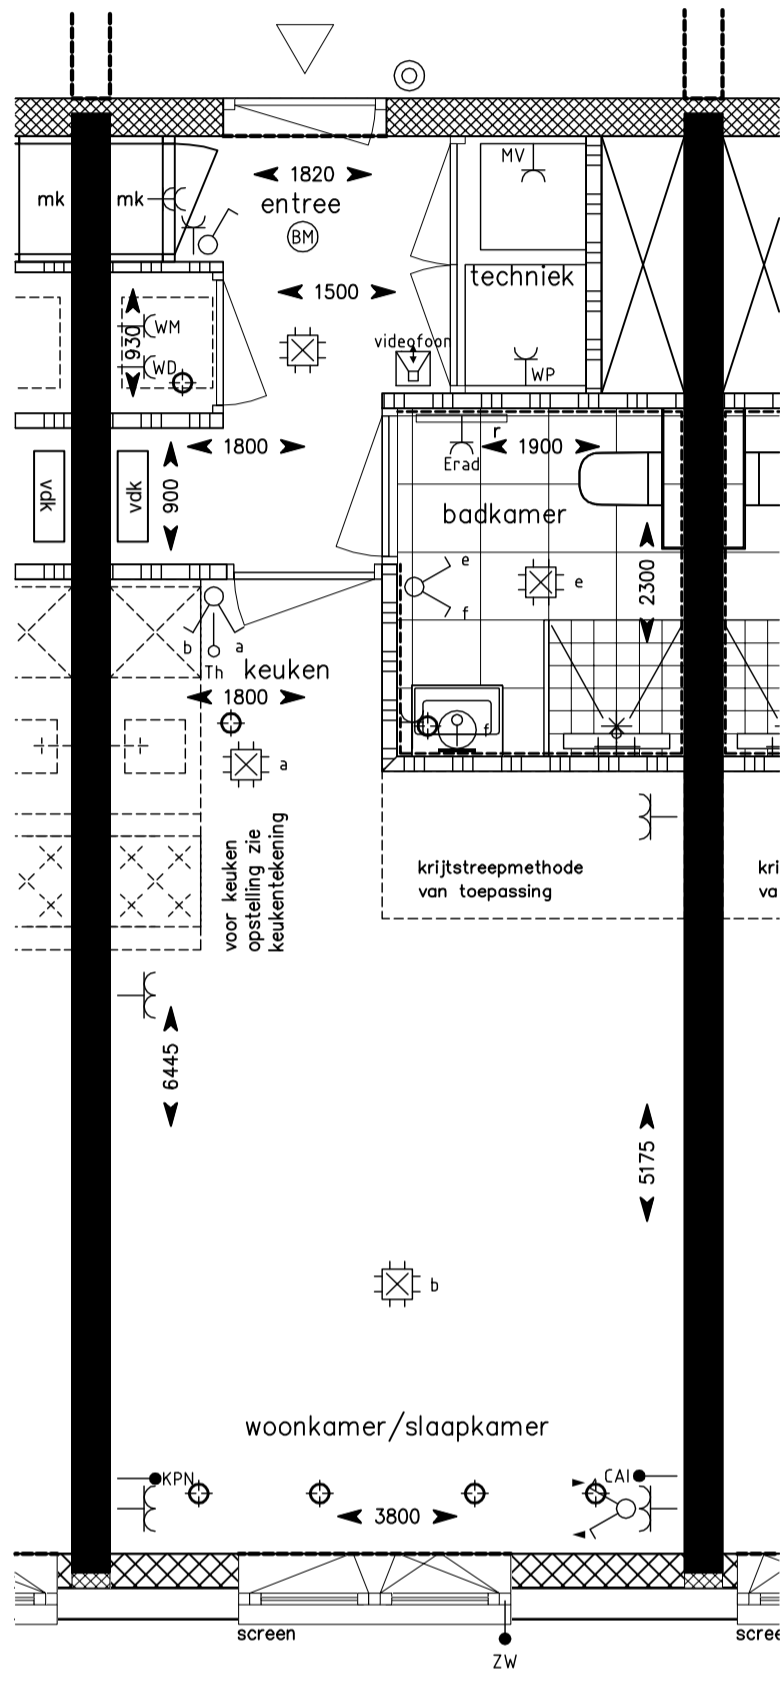 MV
1820
mk
mk
entree
BM
techniek
1500
930
WM
videofoon
WD
WP
r
1800
1900
Erad
vdk
vdk
900
badkamer
e
e
2300
f
b
a
Th
keuken
1800
f
a
voor keuken
opstelling zie
keukentekening
krijtstreepmethode
van toepassing
kri
va
6445
5175
b
woonkamer/slaapkamer
KPN
CAI
3800
screen
scree
ZW